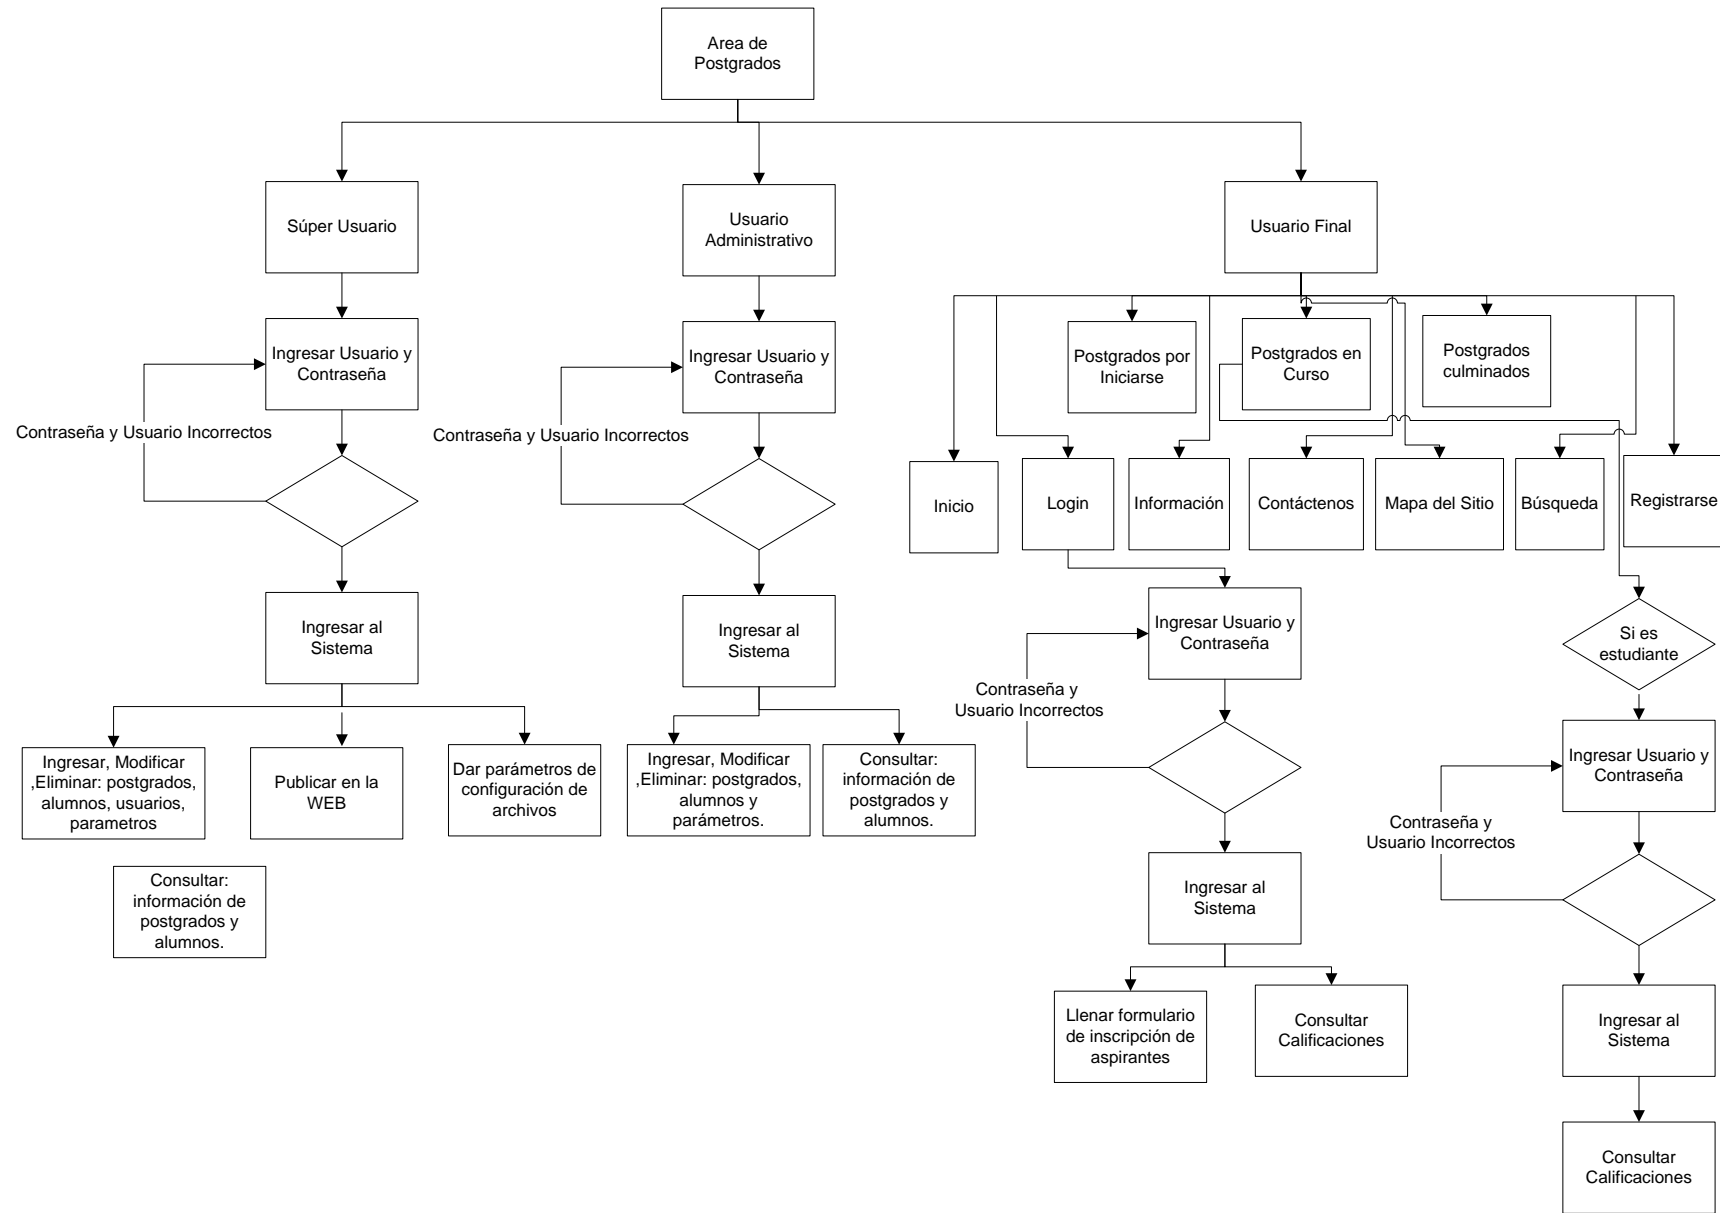 Area de
Postgrados
Súper Usuario
Usuario
Administrativo
Usuario Final
Ingresar Usuario y
Contraseña
Ingresar Usuario y
Contraseña
Postgrados por
Iniciarse
Postgrados en
Curso
Postgrados
culminados
Contraseña y Usuario Incorrectos
Contraseña y Usuario Incorrectos
Inicio
Login
Información
Contáctenos
Mapa del Sitio
Búsqueda
Registrarse
Ingresar al
Sistema
Ingresar al
Sistema
Ingresar Usuario y
Contraseña
Si es
estudiante
Contraseña y
Usuario Incorrectos
Ingresar, Modificar
,Eliminar: postgrados,
alumnos, usuarios,
parametros
Publicar en la
WEB
Dar parámetros de
configuración de
archivos
Ingresar, Modificar
,Eliminar: postgrados,
alumnos y
parámetros.
Consultar:
información de
postgrados y
alumnos.
Ingresar Usuario y
Contraseña
Contraseña y
Usuario Incorrectos
Consultar:
información de
postgrados y
alumnos.
Ingresar al
Sistema
Llenar formulario
de inscripción de
aspirantes
Consultar
Calificaciones
Ingresar al
Sistema
Consultar
Calificaciones